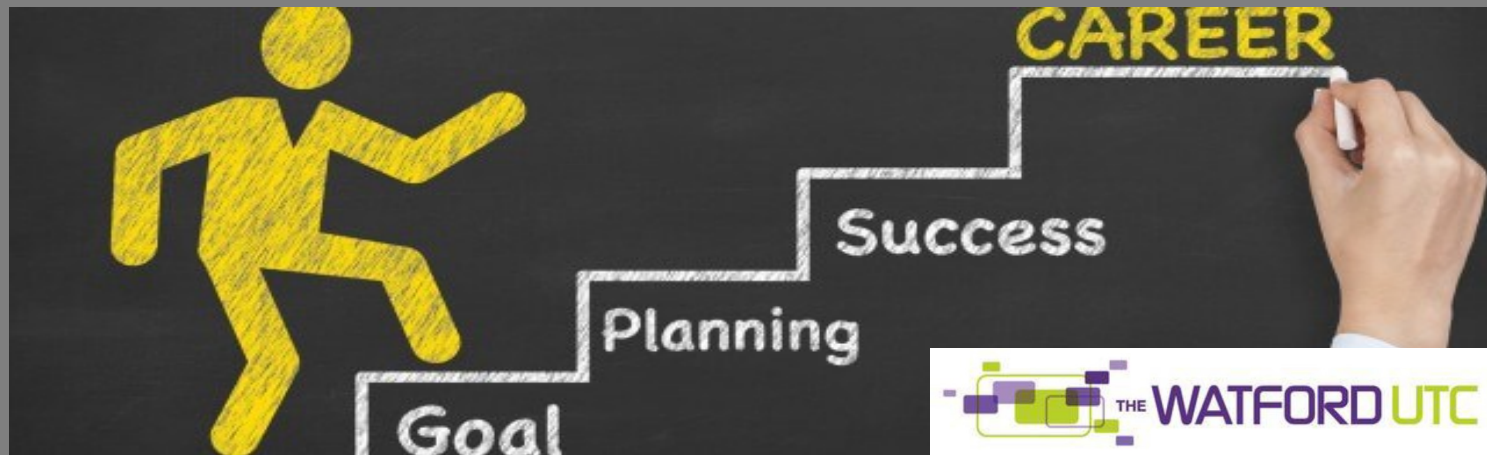 CAREER
Success
Planning
Goal
THE WATFORD UTC